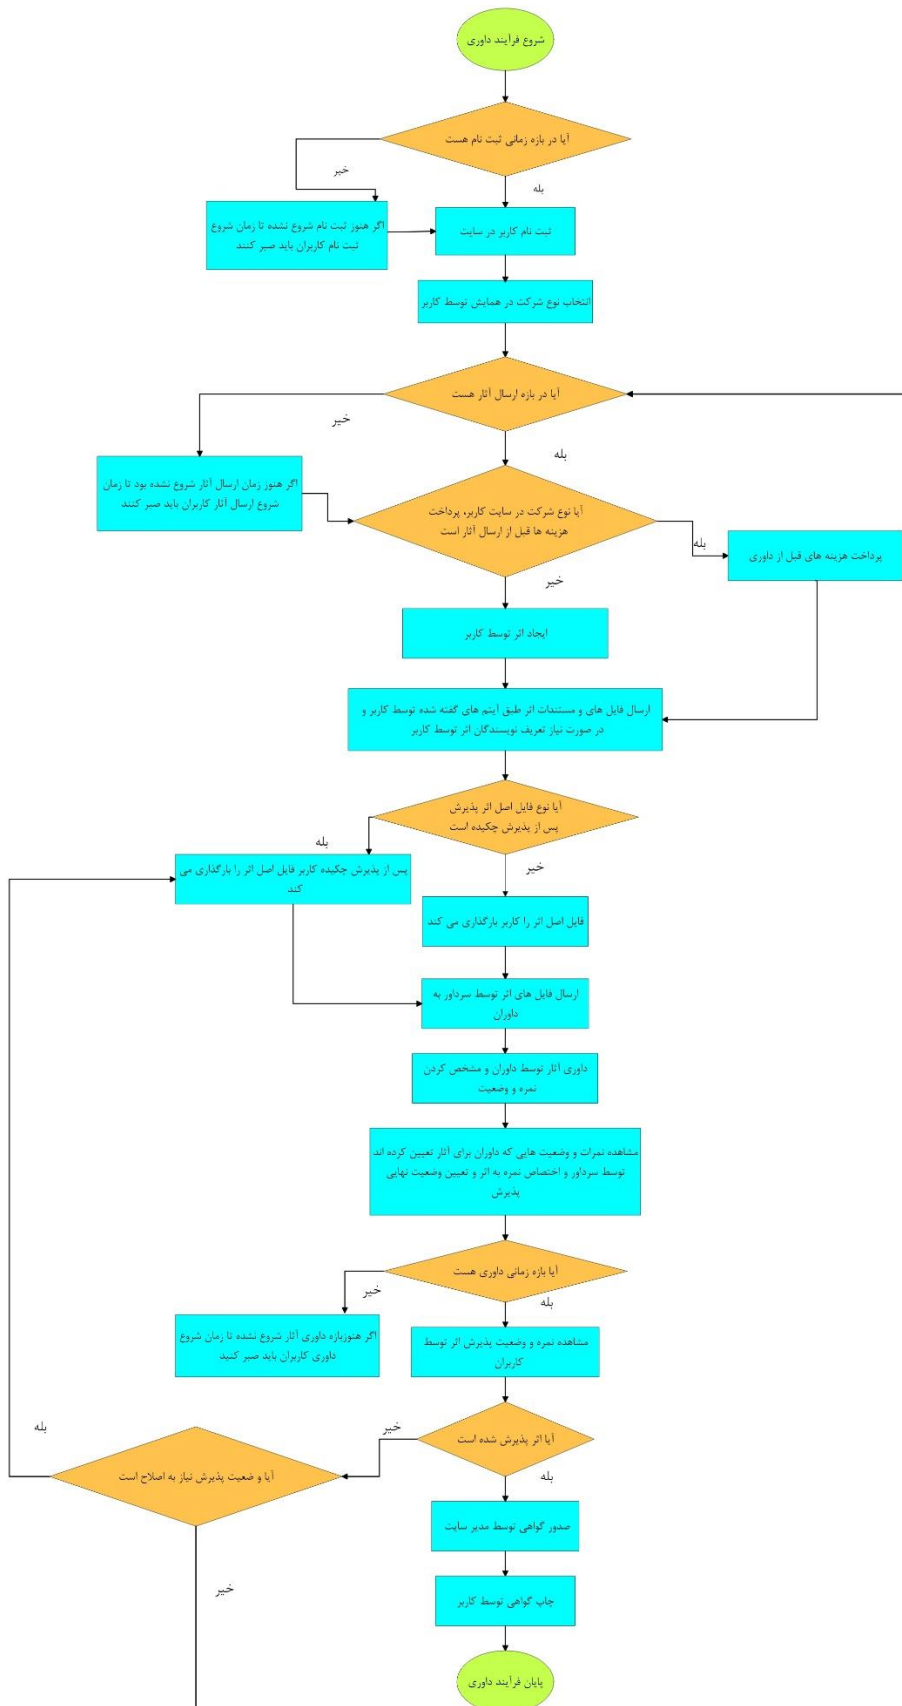 شروع فرآیند داوری
آیا در بازه زمانی ثبت نام هست
خیر
بله
اگر هنوز ثبت نام شروع نشده تا زمان شروع
ثبت نام کاربران باید صبر کنند
ثبت نام کاربر در سایت
انتخاب نوع شرکت در همایش توسط کاربر
آیا در بازه ارسال آثار هست
خیر
بله
اگر هنوز زمان ارسال آثار شروع نشده بود تا زمان
شروع ارسال آثار کاربران باید صبر کنند
آیا نوع شرکت در سایت کاربر، پرداخت
هزینه ها قبل از ارسال آثار است
بله
پرداخت هزینه های قبل از داوری
خیر
ایجاد اثر توسط کاربر
ارسال فایل های و مستندات اثر طبق آیتم های گفته شده توسط کاربر و
در صورت نیاز تعریف نویسندگان اثر توسط کاربر
آیا نوع فایل اصل اثر پذیرش
پس از پذیرش چکیده است
بله
خیر
پس از پذیرش چکیده کاربر فایل اصل اثر را بارگذاری می
کند
فایل اصل اثر را کاربر بارگذاری می کند
ارسال فایل های اثر توسط سرداور به
داوران
داوری آثار توسط داوران و مشخص کردن
نمره و وضعیت
مشاهده نمرات و وضعیت هایی که داوران برای آثار تعیین کرده اند
توسط سرداور و اختصاص نمره به اثر و تعیین وضعیت نهایی
پذیرش
آیا بازه زمانی داوری هست
خیر
بله
اگر هنوزبازه داوری آثار شروع نشده تا زمان شروع
داوری کاربران باید صبر کنید
مشاهده نمره و وضعیت پذیرش اثر توسط
کاربران
آیا اثر پذیرش شده است
خیر
بله
آیا و ضعیت پذیرش نیاز به اصلاح است
بله
خیر
صدور گواهی توسط مدیر سایت
چاپ گواهی توسط کاربر
پایان فرآیند داوری